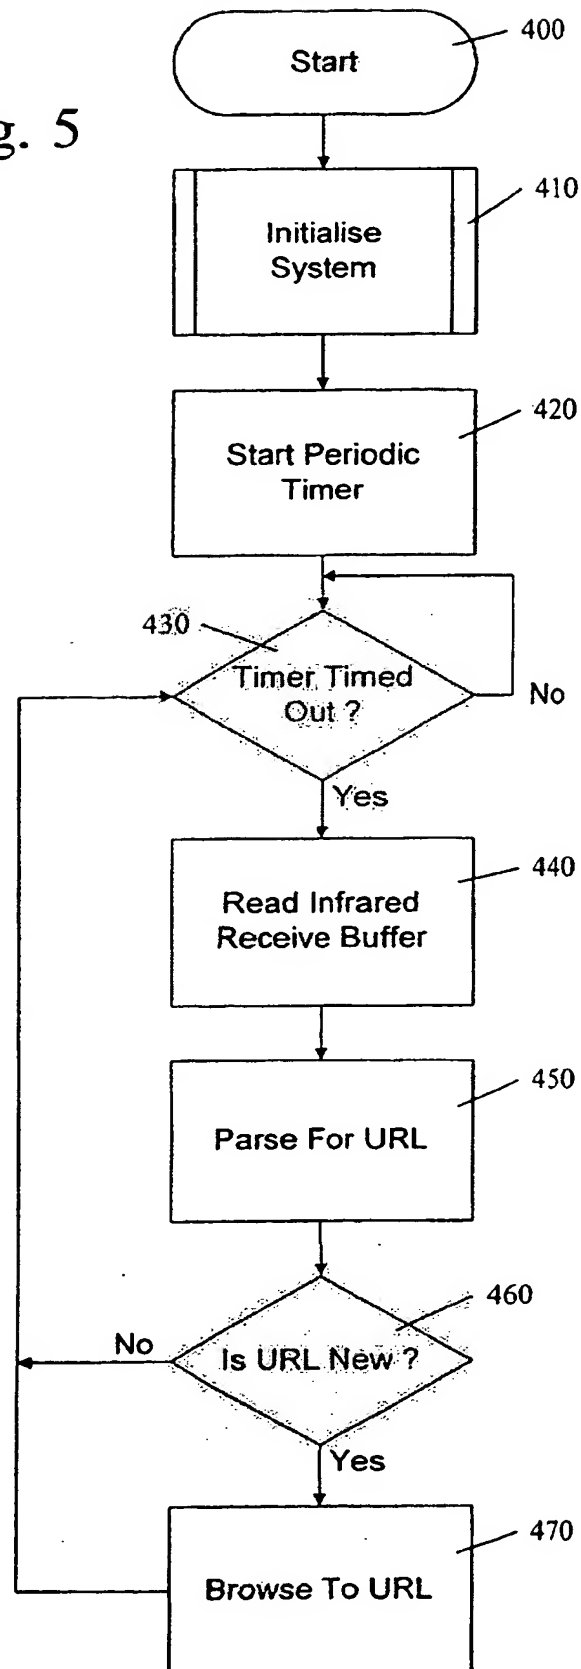 g. 5
Start
400
Initialise
System
410
Start Periodic
Timer
420
430
Timer Timed
Out ?
No
Yes
Read Infrared
Receive Buffer
440
Parse For URL
450
460
No
Is URL New ?
Yes
Browse To URL
470